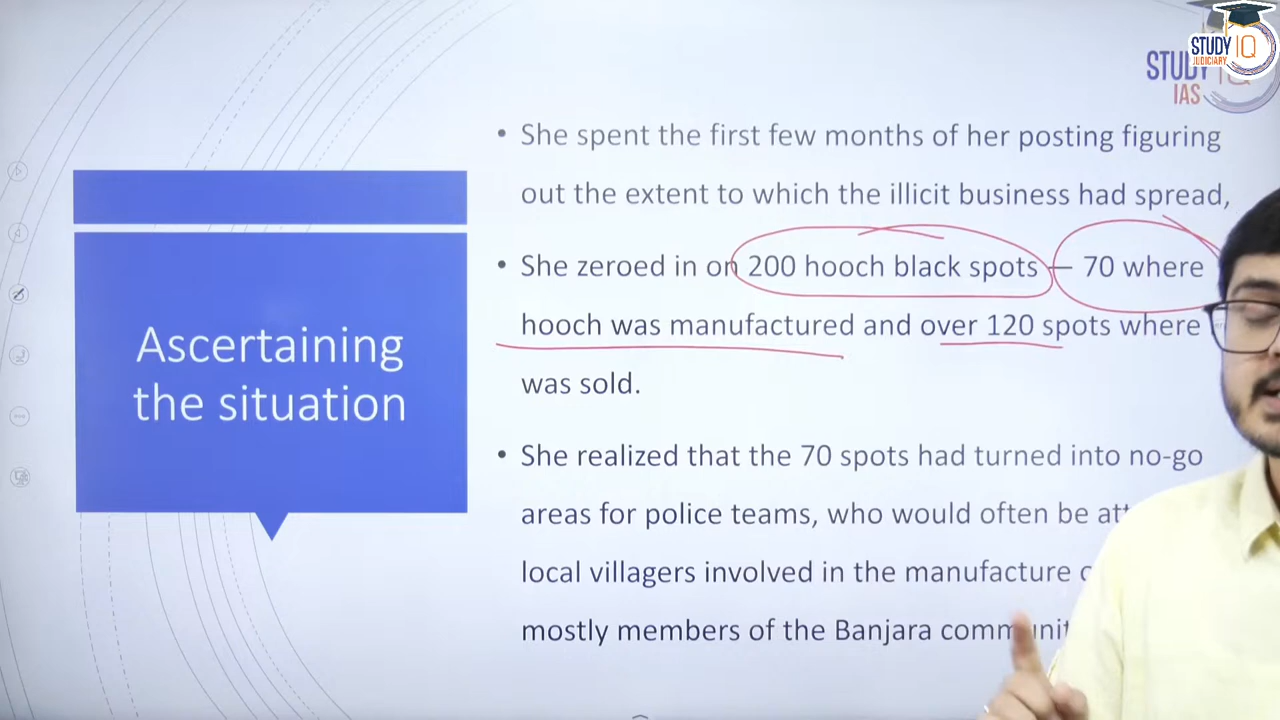 STUDY IQ
JUDICIARY
STUDY
IAS
• She spent the first few months of her posting figuring
out the extent to which the illicit business had spread,
• She zeroed in on 200 hooch black spots – 70 where
hooch was manufactured and over 120 spots where
was sold.
Ascertaining
the situation
• She realized that the 70 spots had turned into no-go
areas for police teams, who would often be
local villagers involved in the manufacture
mostly members of the Banjara